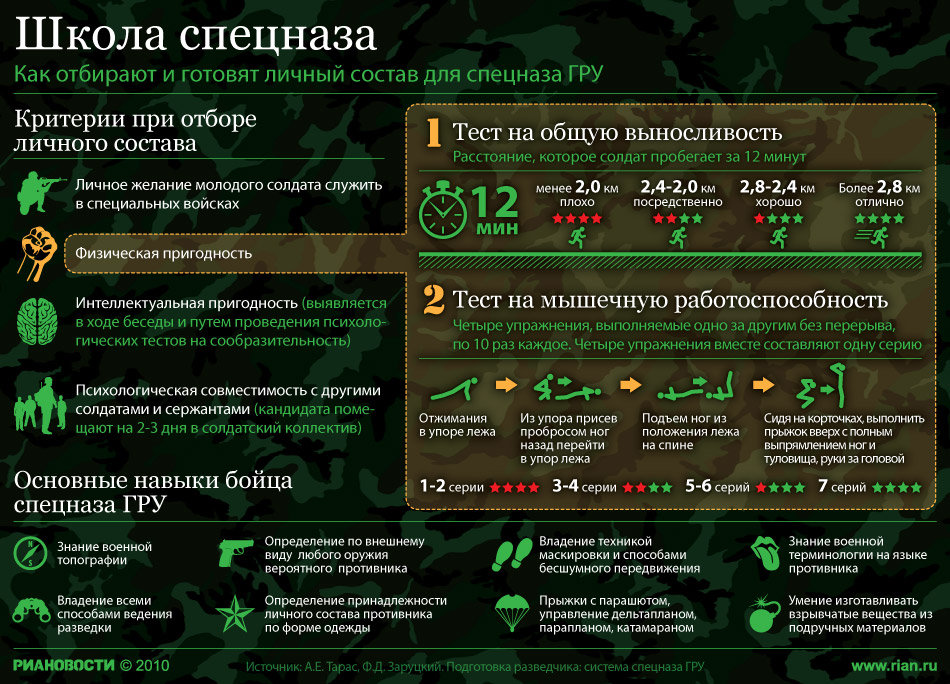 Школа спецназа
Как отбирают и готовят личный состав для спецназа ГРУ
Критерии при отборе
личного состава
Личное желание молодого солдата служить
в специальных войсках
Физическая пригодность
Интеллектуальная пригодность (выявляется
в ходе беседы и путем проведения психоло-
гических тестов на сообразительность)
Психологическая совместимость с другими
солдатами и сержантами (кандидата поме-
щают на 2-3 дня в солдатский коллектив)
1 Тест на общую выносливость
Расстояние, которое солдат пробегает за 12 минут
12
мин
менее 2,0 км
плохо
2,4-2,0 км
посредственно
2,8-2,4 км
хорошо
Более 2,8 км
отлично
2 Тест на мышечную работоспособность
Четыре упражнения, выполняемые одно за другим без перерыва,
по 10 раз каждое. Четыре упражнения вместе составляют одну серию
Отжимания
в упоре лежа
Из упора присев
пробросом ног
назад перейти
в упор лежа
Подъем ног из
положения лежа
на спине
Сидя на корточках, выполнить
прыжок вверх с полным
выпрямлением ног и
туловища, руки за головой
1-2 серии
3-4 серии
5-6 серий
7 серий
Основные навыки бойца
спецназа ГРУ
N
S
Знание военной
топографии
Определение по внешнему
виду любого оружия
вероятного противника
Владение техникой
маскировки и способами
бесшумного передвижения
Знание военной
терминологии на языке
противника
Владение всеми
способами ведения
разведки
Определение принадлежности
личного состава противника
по форме одежды
Прыжки с парашютом,
управление дельтапланом,
парапланом, катамараном
Умение изготавливать
взрывчатые вещества из
подручных материалов
РИАНОВОСТИ © 2010
Источник: А.Е. Тарас, Ф.Д. Заруцкий. Подготовка разведчика: система спецназа ГРУ
www.rian.ru